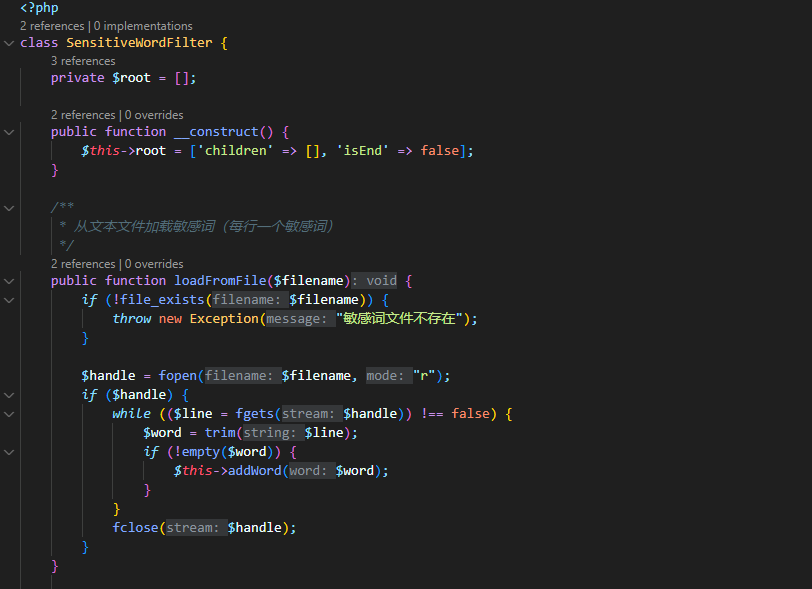 <?php
2 references | 0 implementations
class SensitiveWordFilter {
3 references
private $root = [];
2 references | 0 overrides
public function __construct() {
$this->root = ['children' => [], 'isEnd' => false];
}
/**
* 从文本文件加载敏感词（每行一个敏感词）
*/
2 references | 0 overrides
public function loadFromFile($filename): void {
if (!file_exists(filename: $filename)) {
throw new Exception(message: "敏感词文件不存在");
}
$handle = fopen(filename: $filename, mode: "r");
if ($handle) {
while (($line = fgets(stream: $handle)) !== false) {
$word = trim(string: $line);
if (!empty($word)) {
$this->addWord(word: $word);
}
}
fclose(stream: $handle);
}
}